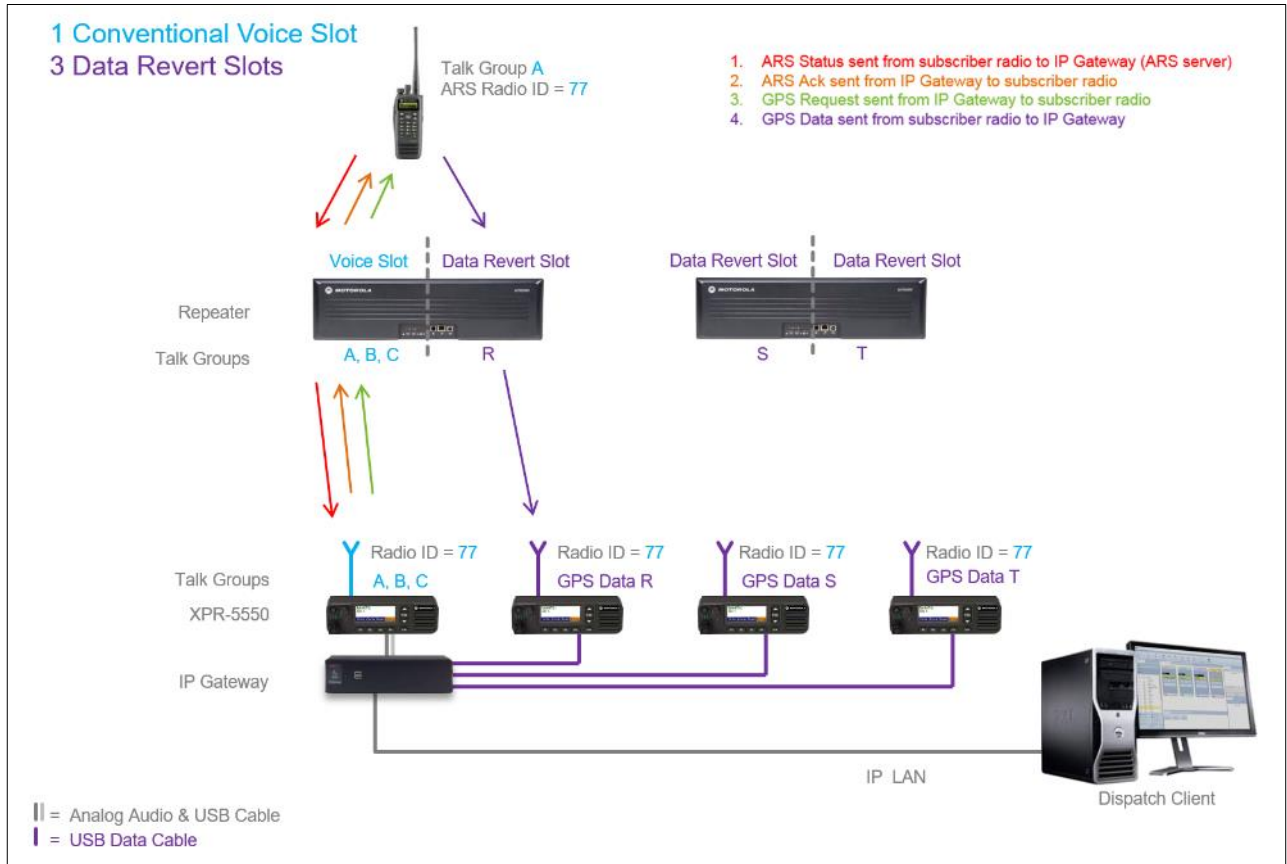 1 Conventional Voice Slot
3 Data Revert Slots
Talk Group A
ARS Radio ID = 77
1. ARS Status sent from subscriber radio to IP Gateway (ARS server)
2. ARS Ack sent from IP Gateway to subscriber radio
3. GPS Request sent from IP Gateway to subscriber radio
4. GPS Data sent from subscriber radio to IP Gateway
Voice Slot Data Revert Slot Data Revert Slot Data Revert Slot
MOTOROLA MOTOROLA
Repeater
Talk Groups A, B, C R S T
Radio ID = 77 Radio ID = 77 Radio ID = 77 Radio ID = 77
Talk Groups A, B, C GPS Data R GPS Data S GPS Data T
XPR-5550
IP Gateway
IP LAN
Dispatch Client
= Analog Audio & USB Cable
= USB Data Cable